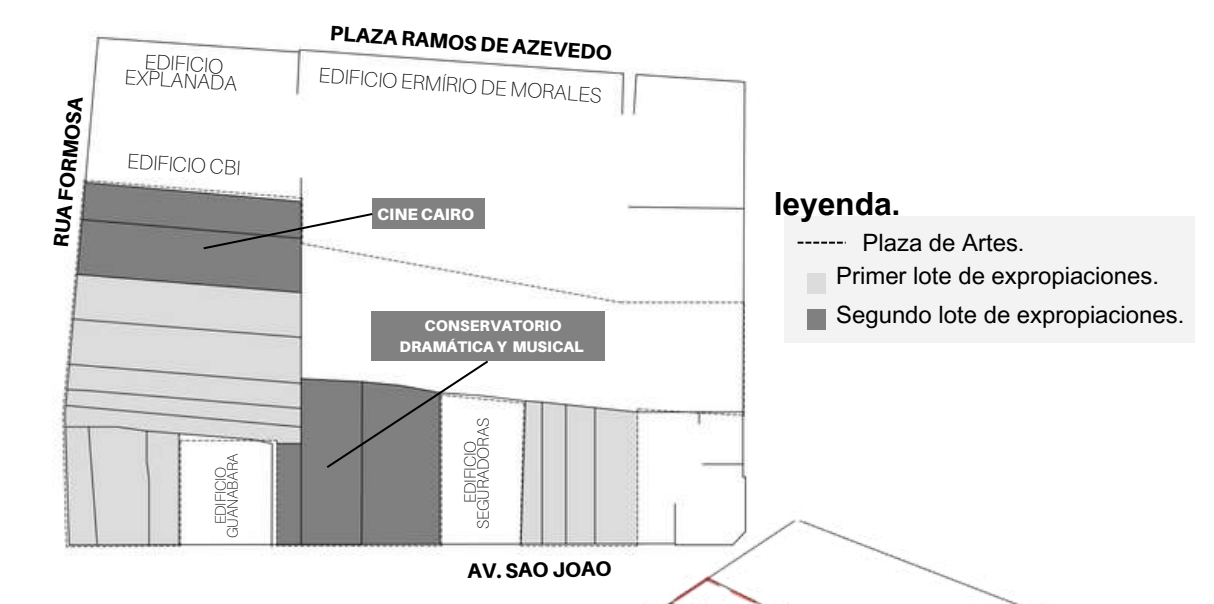 PLAZA RAMOS DE AZEVEDO
EDIFICIO
EXPLANADA
EDIFICIO ERMÍRIO DE MORALES
RUA FORMOSA
EDIFICIO CBI
CINE CAIRO
CONSERVATORIO
DRAMÁTICA Y MUSICAL
EDIFICIO
GUANABARA
EDIFICIO
SEGURADORAS
AV. SAO JOAO
leyenda.
Plaza de Artes.
Primer lote de expropiaciones.
Segundo lote de expropiaciones.